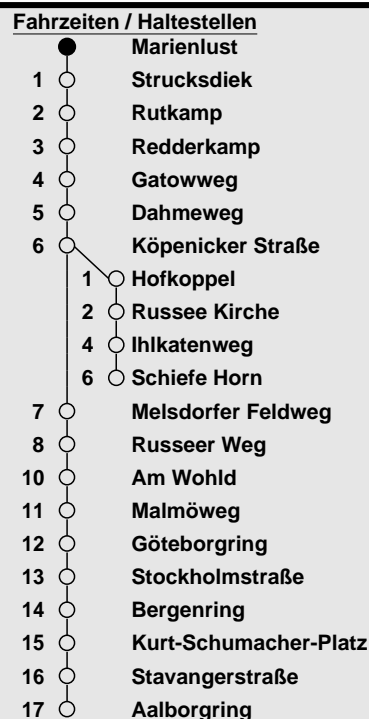 Fahrzeiten / Haltestellen
Marienlust
1 Strucksdiek
2 Rutkamp
3 Redderkamp
4 Gatowweg
5 Dahmeweg
6 Köpenicker Straße
1 Hofkoppel
2 Russee Kirche
4 Ihlkatenweg
6 Schiefe Horn
7 Melsdorfer Feldweg
8 Russeer Weg
10 Am Wohld
11 Malmöweg
12 Göteborgring
13 Stockholmstraße
14 Bergenring
15 Kurt-Schumacher-Platz
16 Stavangerstraße
17 Aalborgring